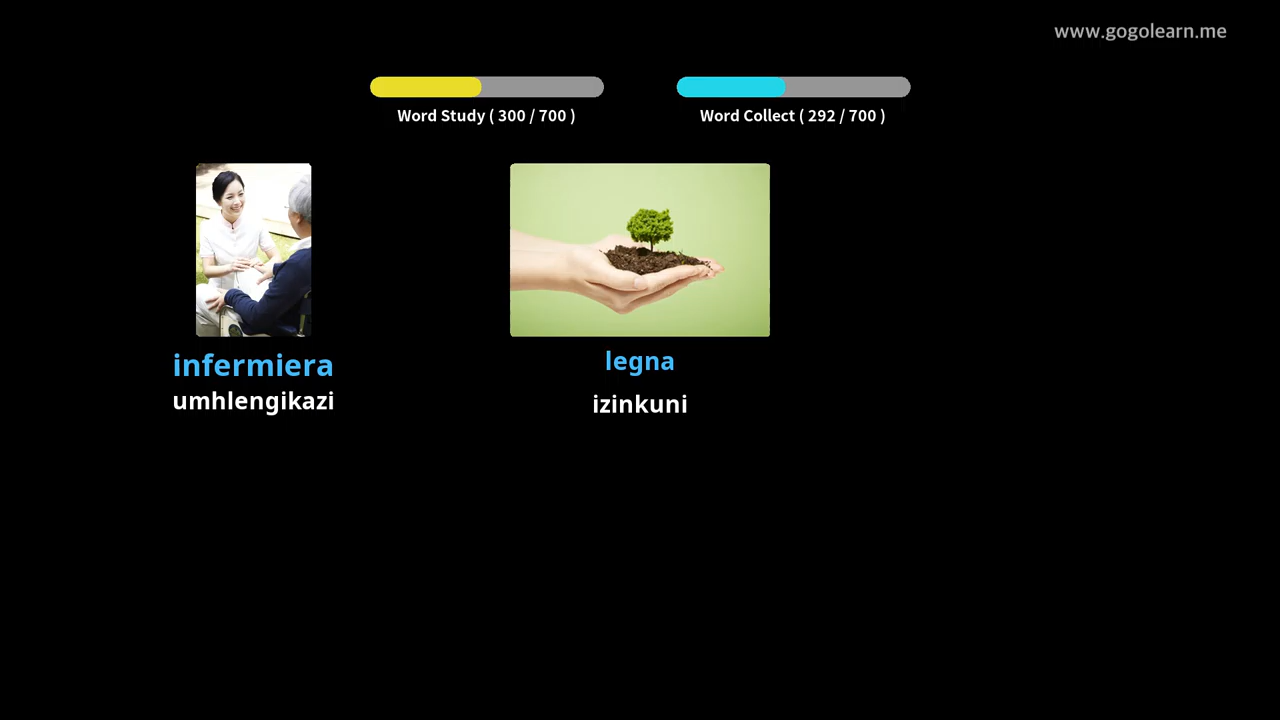 www.gogolearn.me
Word Study ( 300 / 700 )
Word Collect ( 292 / 700 )
infermiera
umhlengikazi
legna
izinkuni